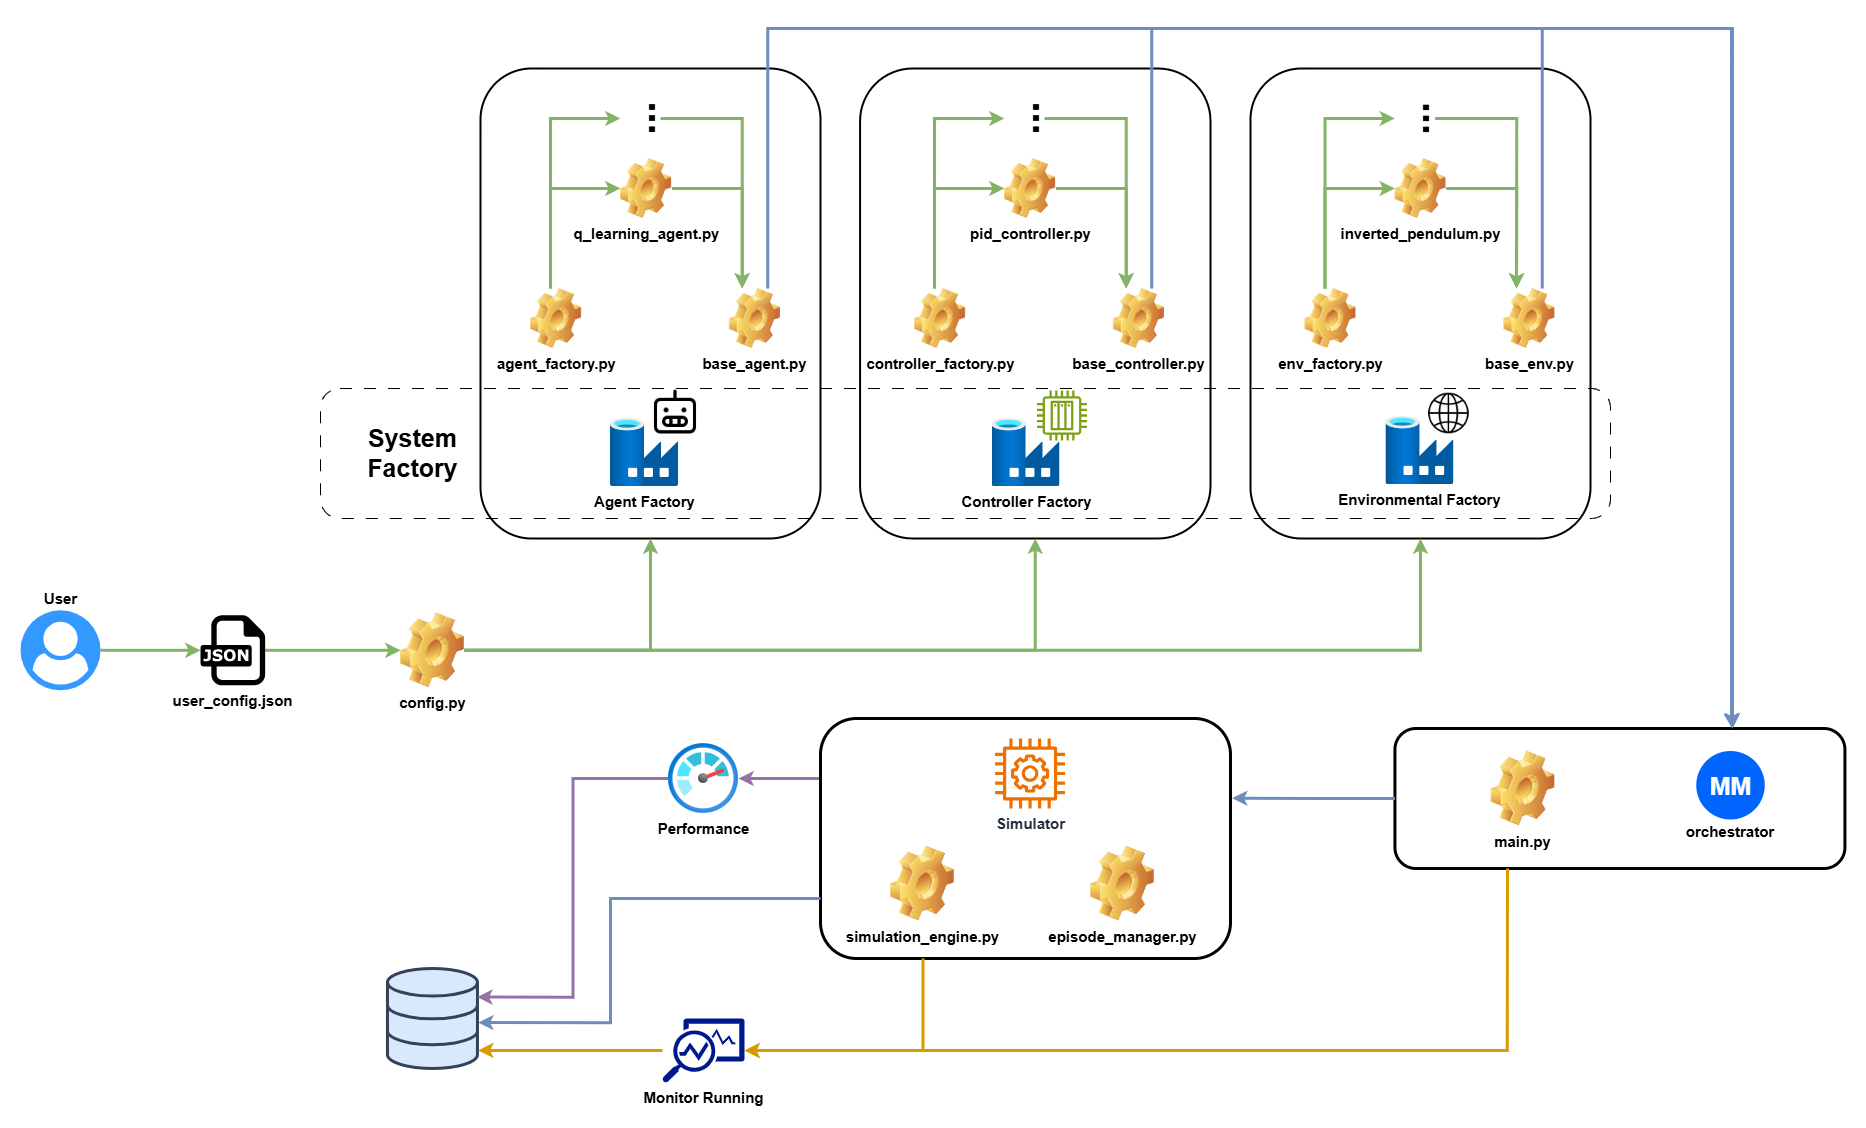 q_learning_agent.py
pid_controller.py
inverted_pendulum.py
agent_factory.py
base_agent.py
controller_factory.py
base_controller.py
env_factory.py
base_env.py
System
Factory
Agent Factory
Controller Factory
Environmental Factory
User
JSON
user_config.json
config.py
Performance
Simulator
simulation_engine.py
episode_manager.py
main.py
MM
orchestrator
Monitor Running